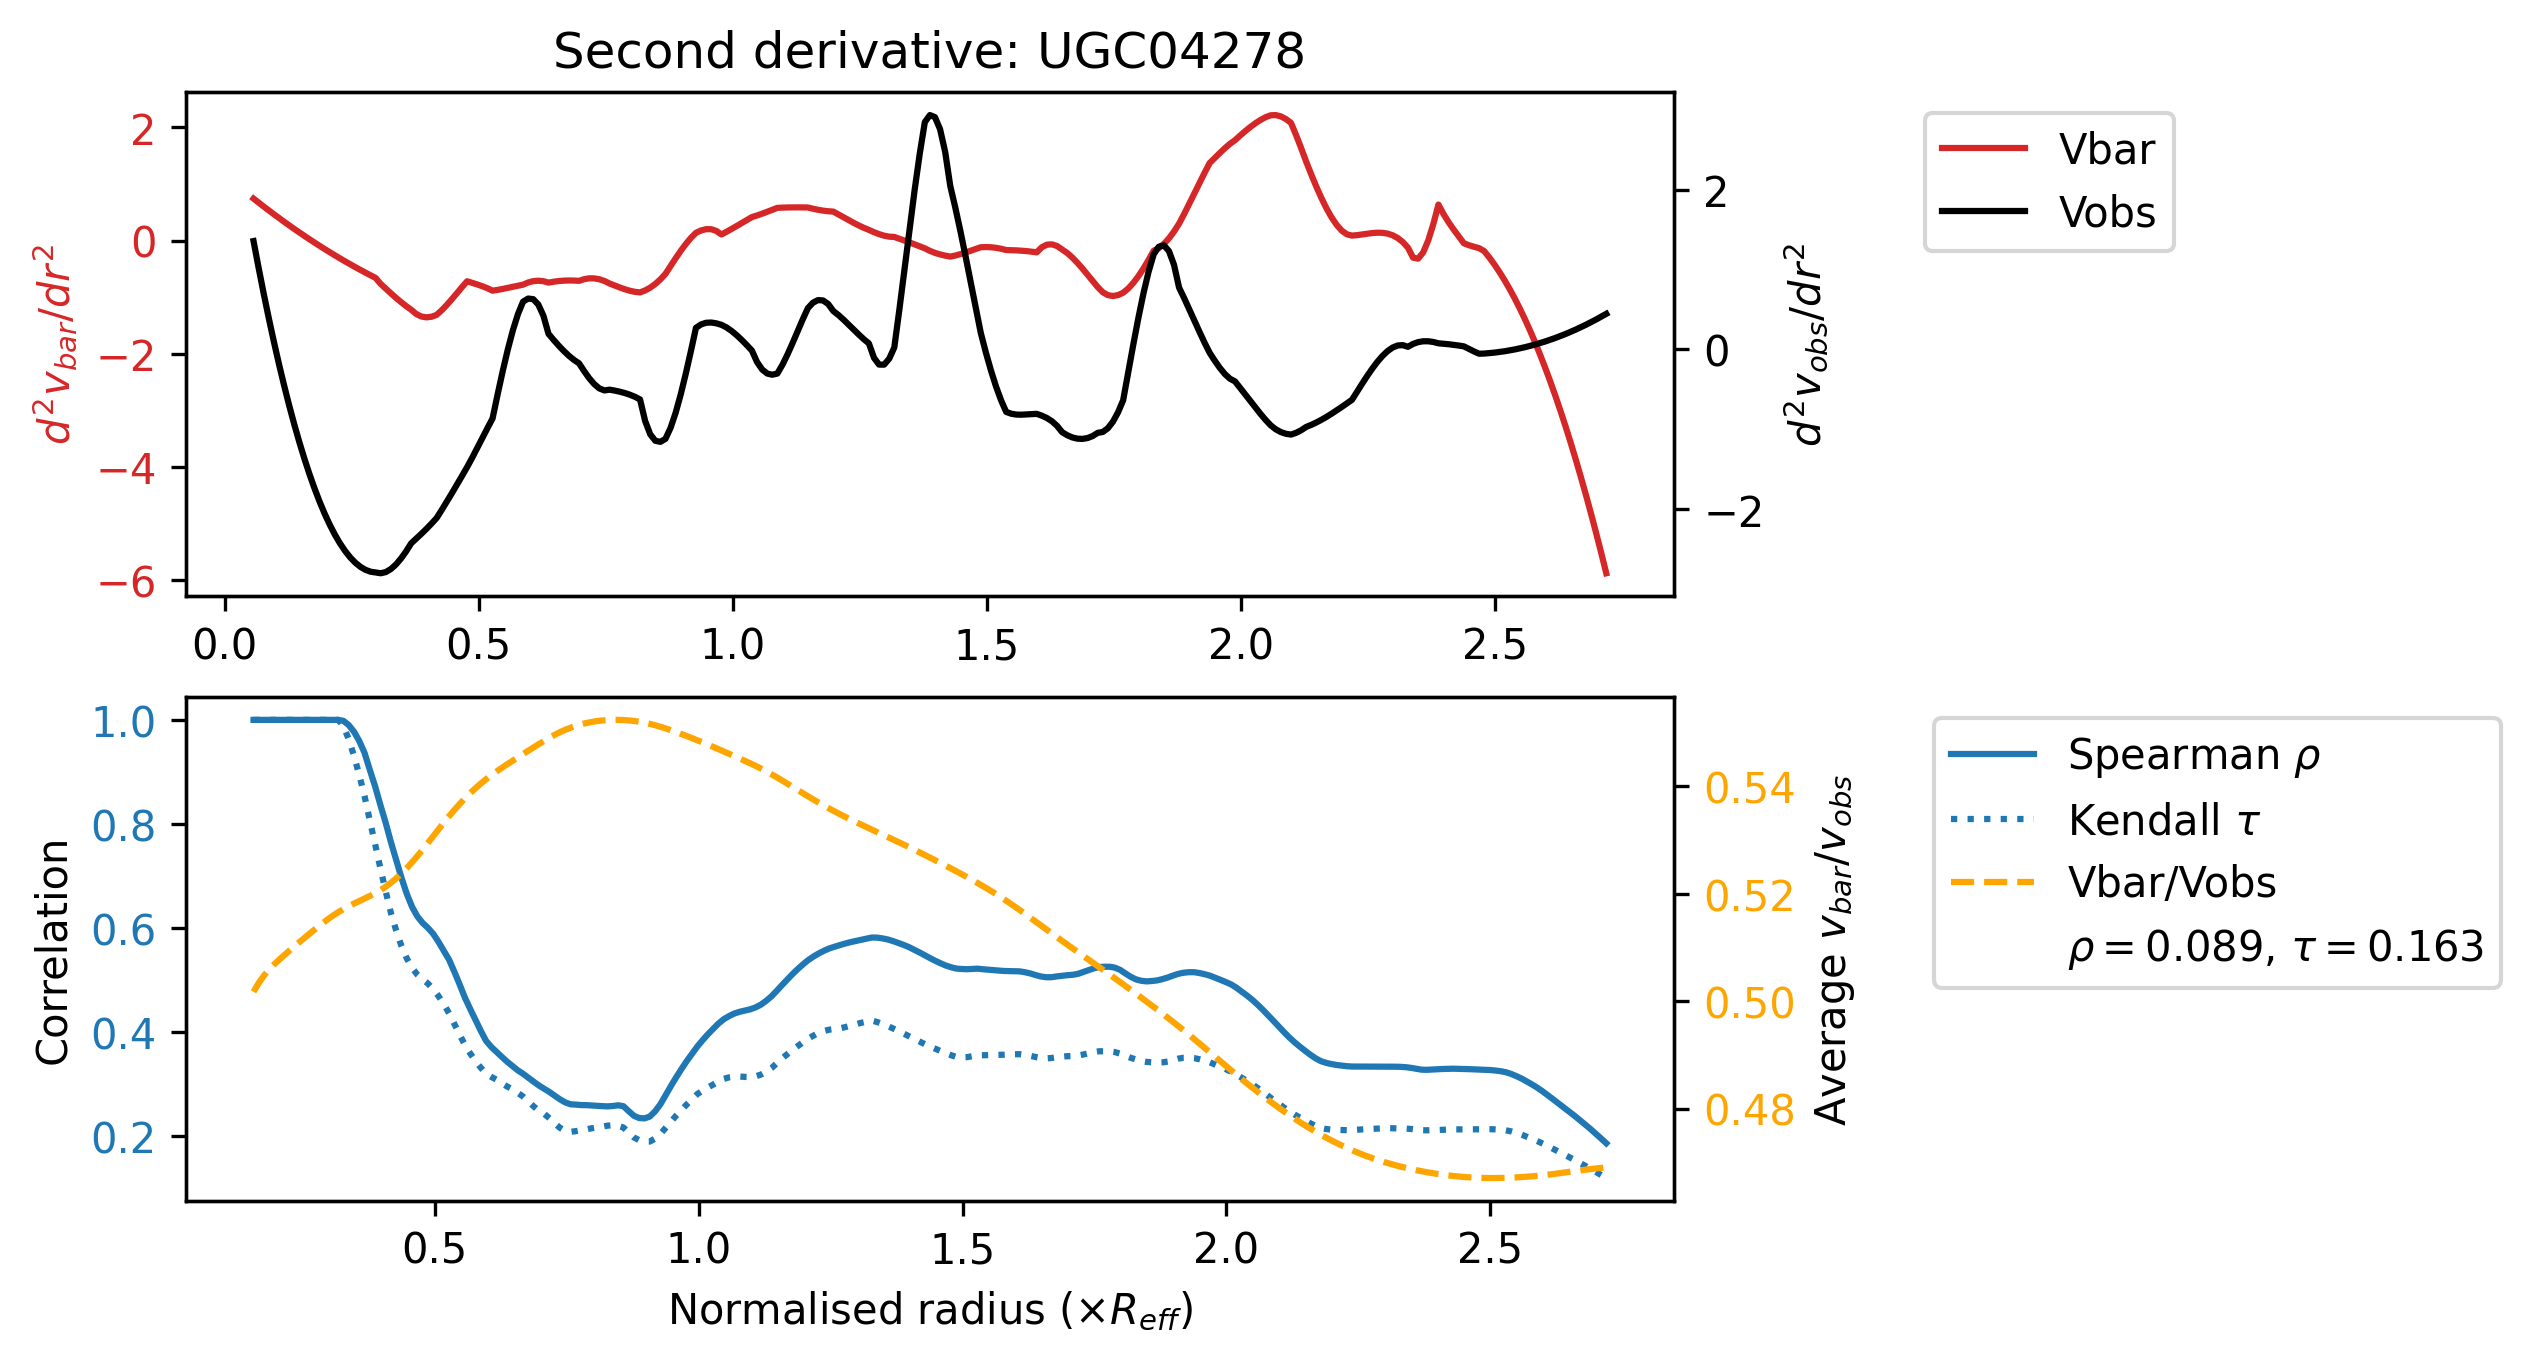 Second derivative: UGC04278
d²v_bar/dr²
2
0
−2
−4
−6
2
0
−2
d²v_obs/dr²
Vbar
Vobs
0.0 0.5 1.0 1.5 2.0 2.5
Correlation
1.0
0.8
0.6
0.4
0.2
0.54
0.52
0.50
0.48
Average v_bar/v_obs
Spearman ρ
Kendall τ
Vbar/Vobs
ρ = 0.089, τ = 0.163
0.5 1.0 1.5 2.0 2.5
Normalised radius (×R_eff)